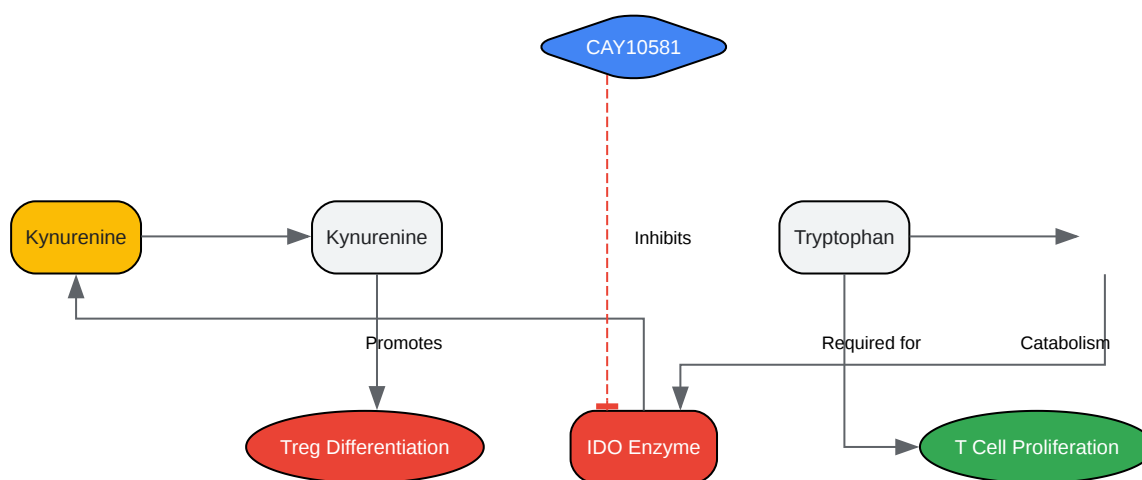 CAY10581
Kynurenine
Kynurenine
Inhibits
Tryptophan
Promotes
Required for
Catabolism
Treg Differentiation
IDO Enzyme
T Cell Proliferation